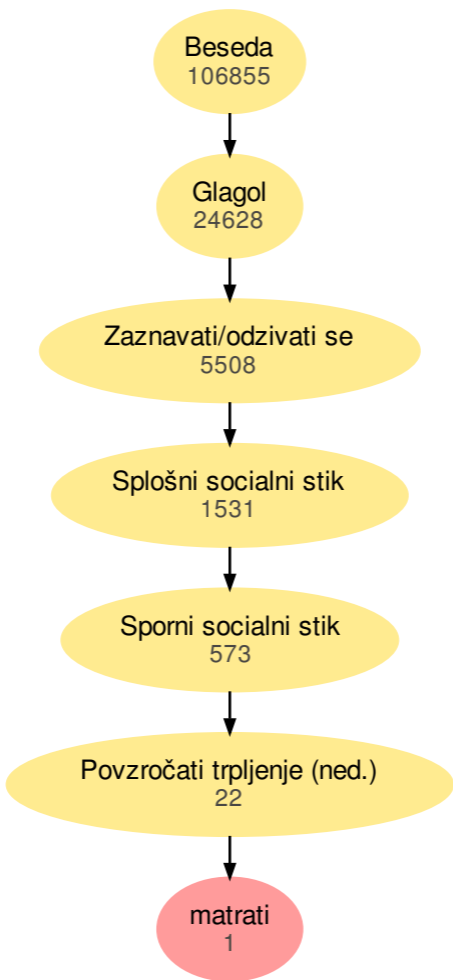 Beseda
106855
Glagol
24628
Zaznavati/odzivati se
5508
Splošni socialni stik
1531
Sporni socialni stik
573
Povzročati trpljenje (ned.)
22
matrati
1